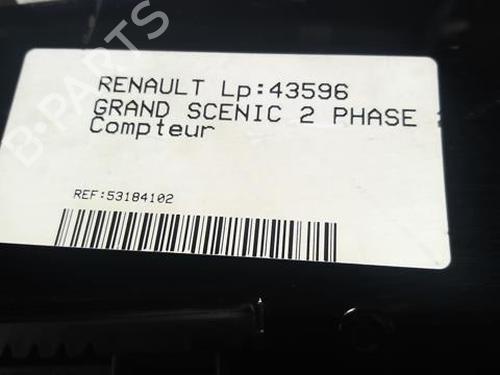 B-PARTS
RENAULT Lp:43596
GRAND SCENIC 2 PHASE
Compteur
REF:53184102